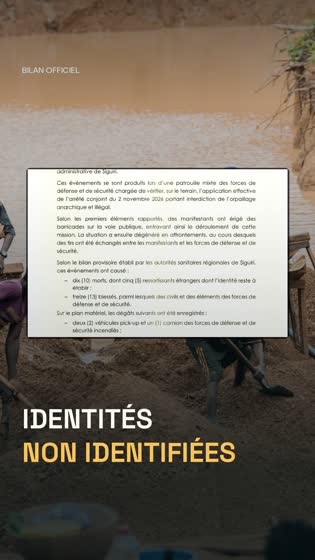 BILAN OFFICIEL
administrative de Siguiri.
Ces événements se sont produits lors d'une patrouille mixte des forces de
défense et de sécurité chargée de vérifier, sur le terrain, l'application effective
de l'arrêté conjoint du 2 novembre 2026 portant interdiction de l'orpaillage
anarchique et illégal.
Selon les premiers éléments rapportés, des manifestants ont érigé des
barricades sur la voie publique, entravant ainsi le déroulement de cette
mission. La situation a ensuite dégénéré en affrontements, au cours desquels
des tirs ont été échangés entre les manifestants et les forces de défense et de
sécurité.
Selon le bilan provisoire établi par les autorités sanitaires régionales de Siguiri,
ces événements ont causé :
– dix (10) morts, dont cinq (5) ressortissants étrangers dont l'identité reste à
établir ;
– treize (13) blessés, parmi lesquels des civils et des éléments des forces de
défense et de sécurité.
Sur le plan matériel, les dégâts suivants ont été enregistrés :
– deux (2) véhicules pick-up et un (1) camion des forces de défense et de
sécurité incendiés ;
IDENTITÉS
NON IDENTIFIÉES